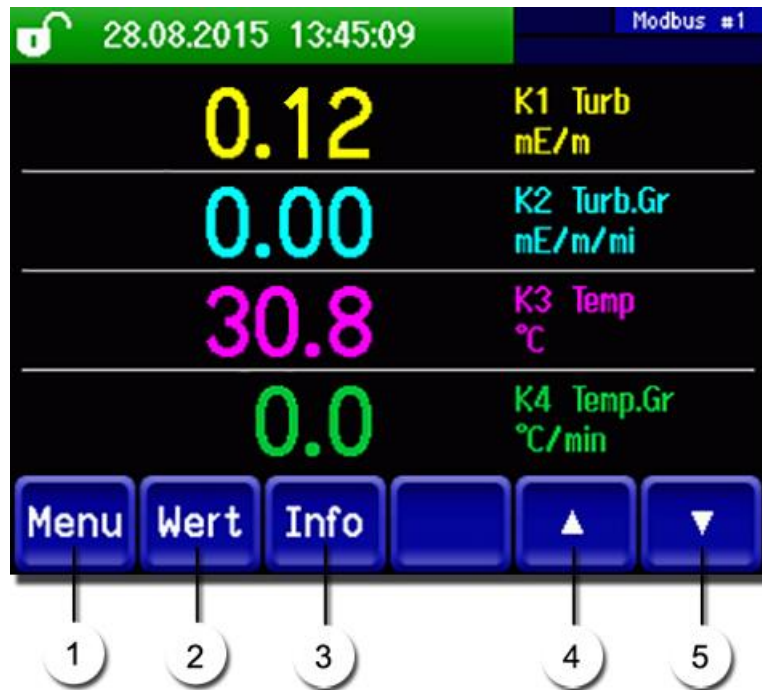 28.08.2015 13:45:09
Modbus #1
0.12
K1 Turb
mE/m
0.00
K2 Turb.Gr
mE/m/mi
30.8
K3 Temp
°C
0.0
K4 Temp.Gr
°C/min
Menu Wert Info ▲ ▼
1 2 3 4 5